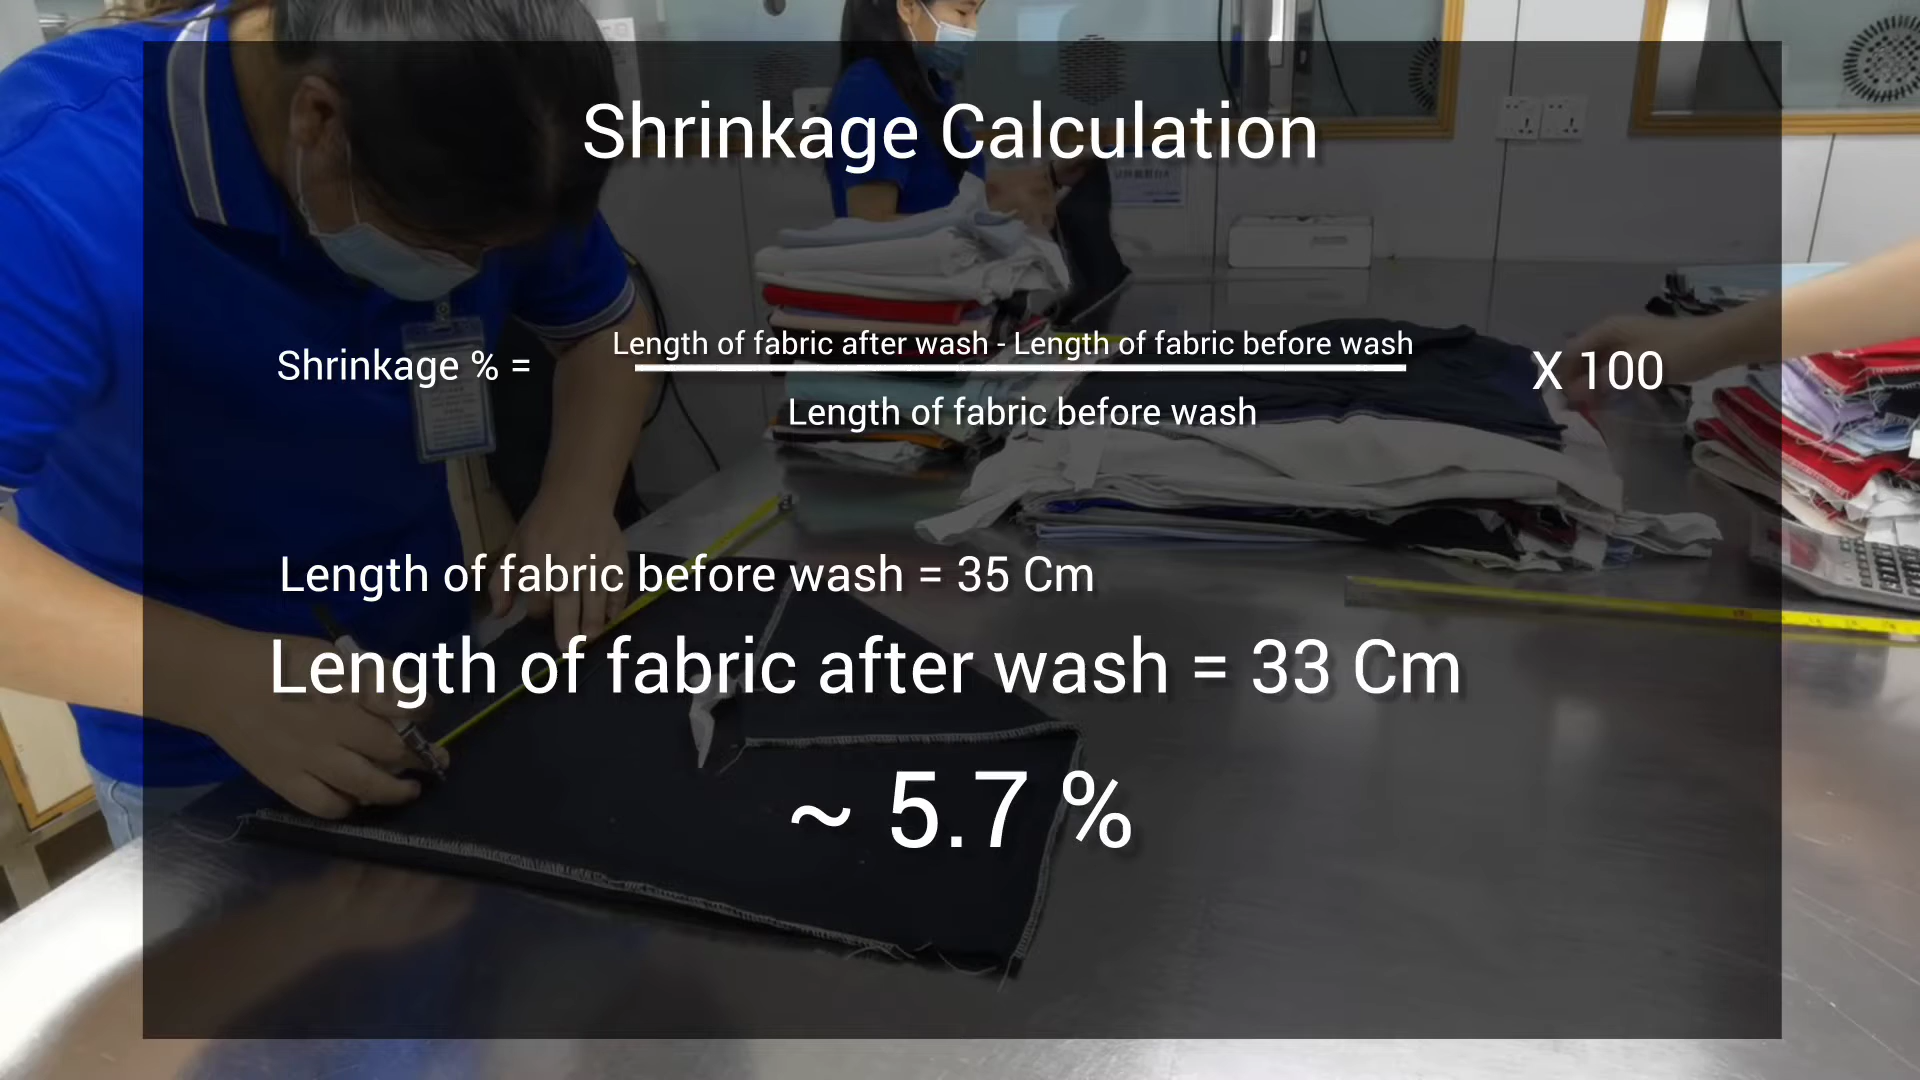 Shrinkage Calculation
Shrinkage % =
Length of fabric after wash - Length of fabric before wash
Length of fabric before wash
X 100
Length of fabric before wash = 35 Cm
Length of fabric after wash = 33 Cm
~ 5.7 %